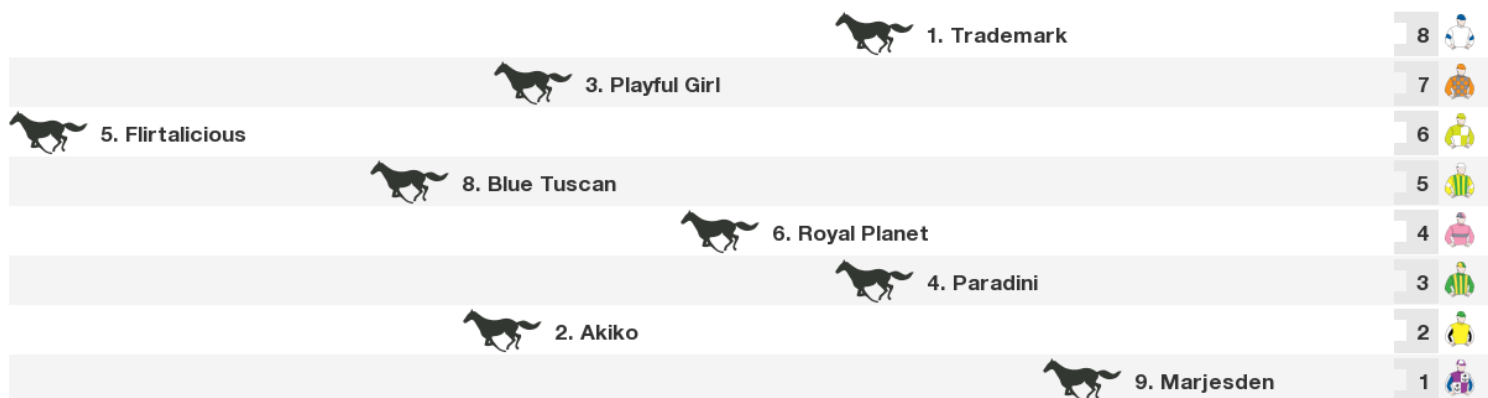 1. Trademark 8
3. Playful Girl 7
5. Flirtalicious 6
8. Blue Tuscan 5
6. Royal Planet 4
4. Paradini 3
2. Akiko 2
9. Marjesden 1